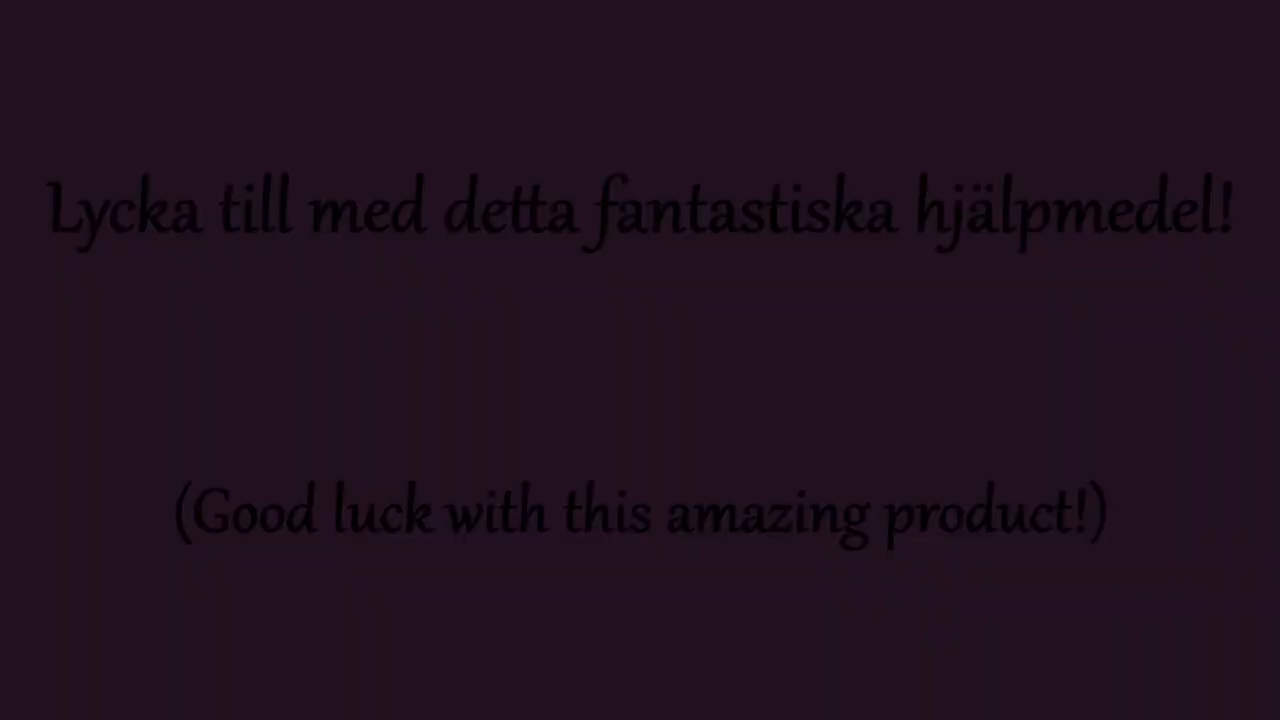 Lycka till med detta fantastiska hjälpmedel!
(Good luck with this amazing product!)